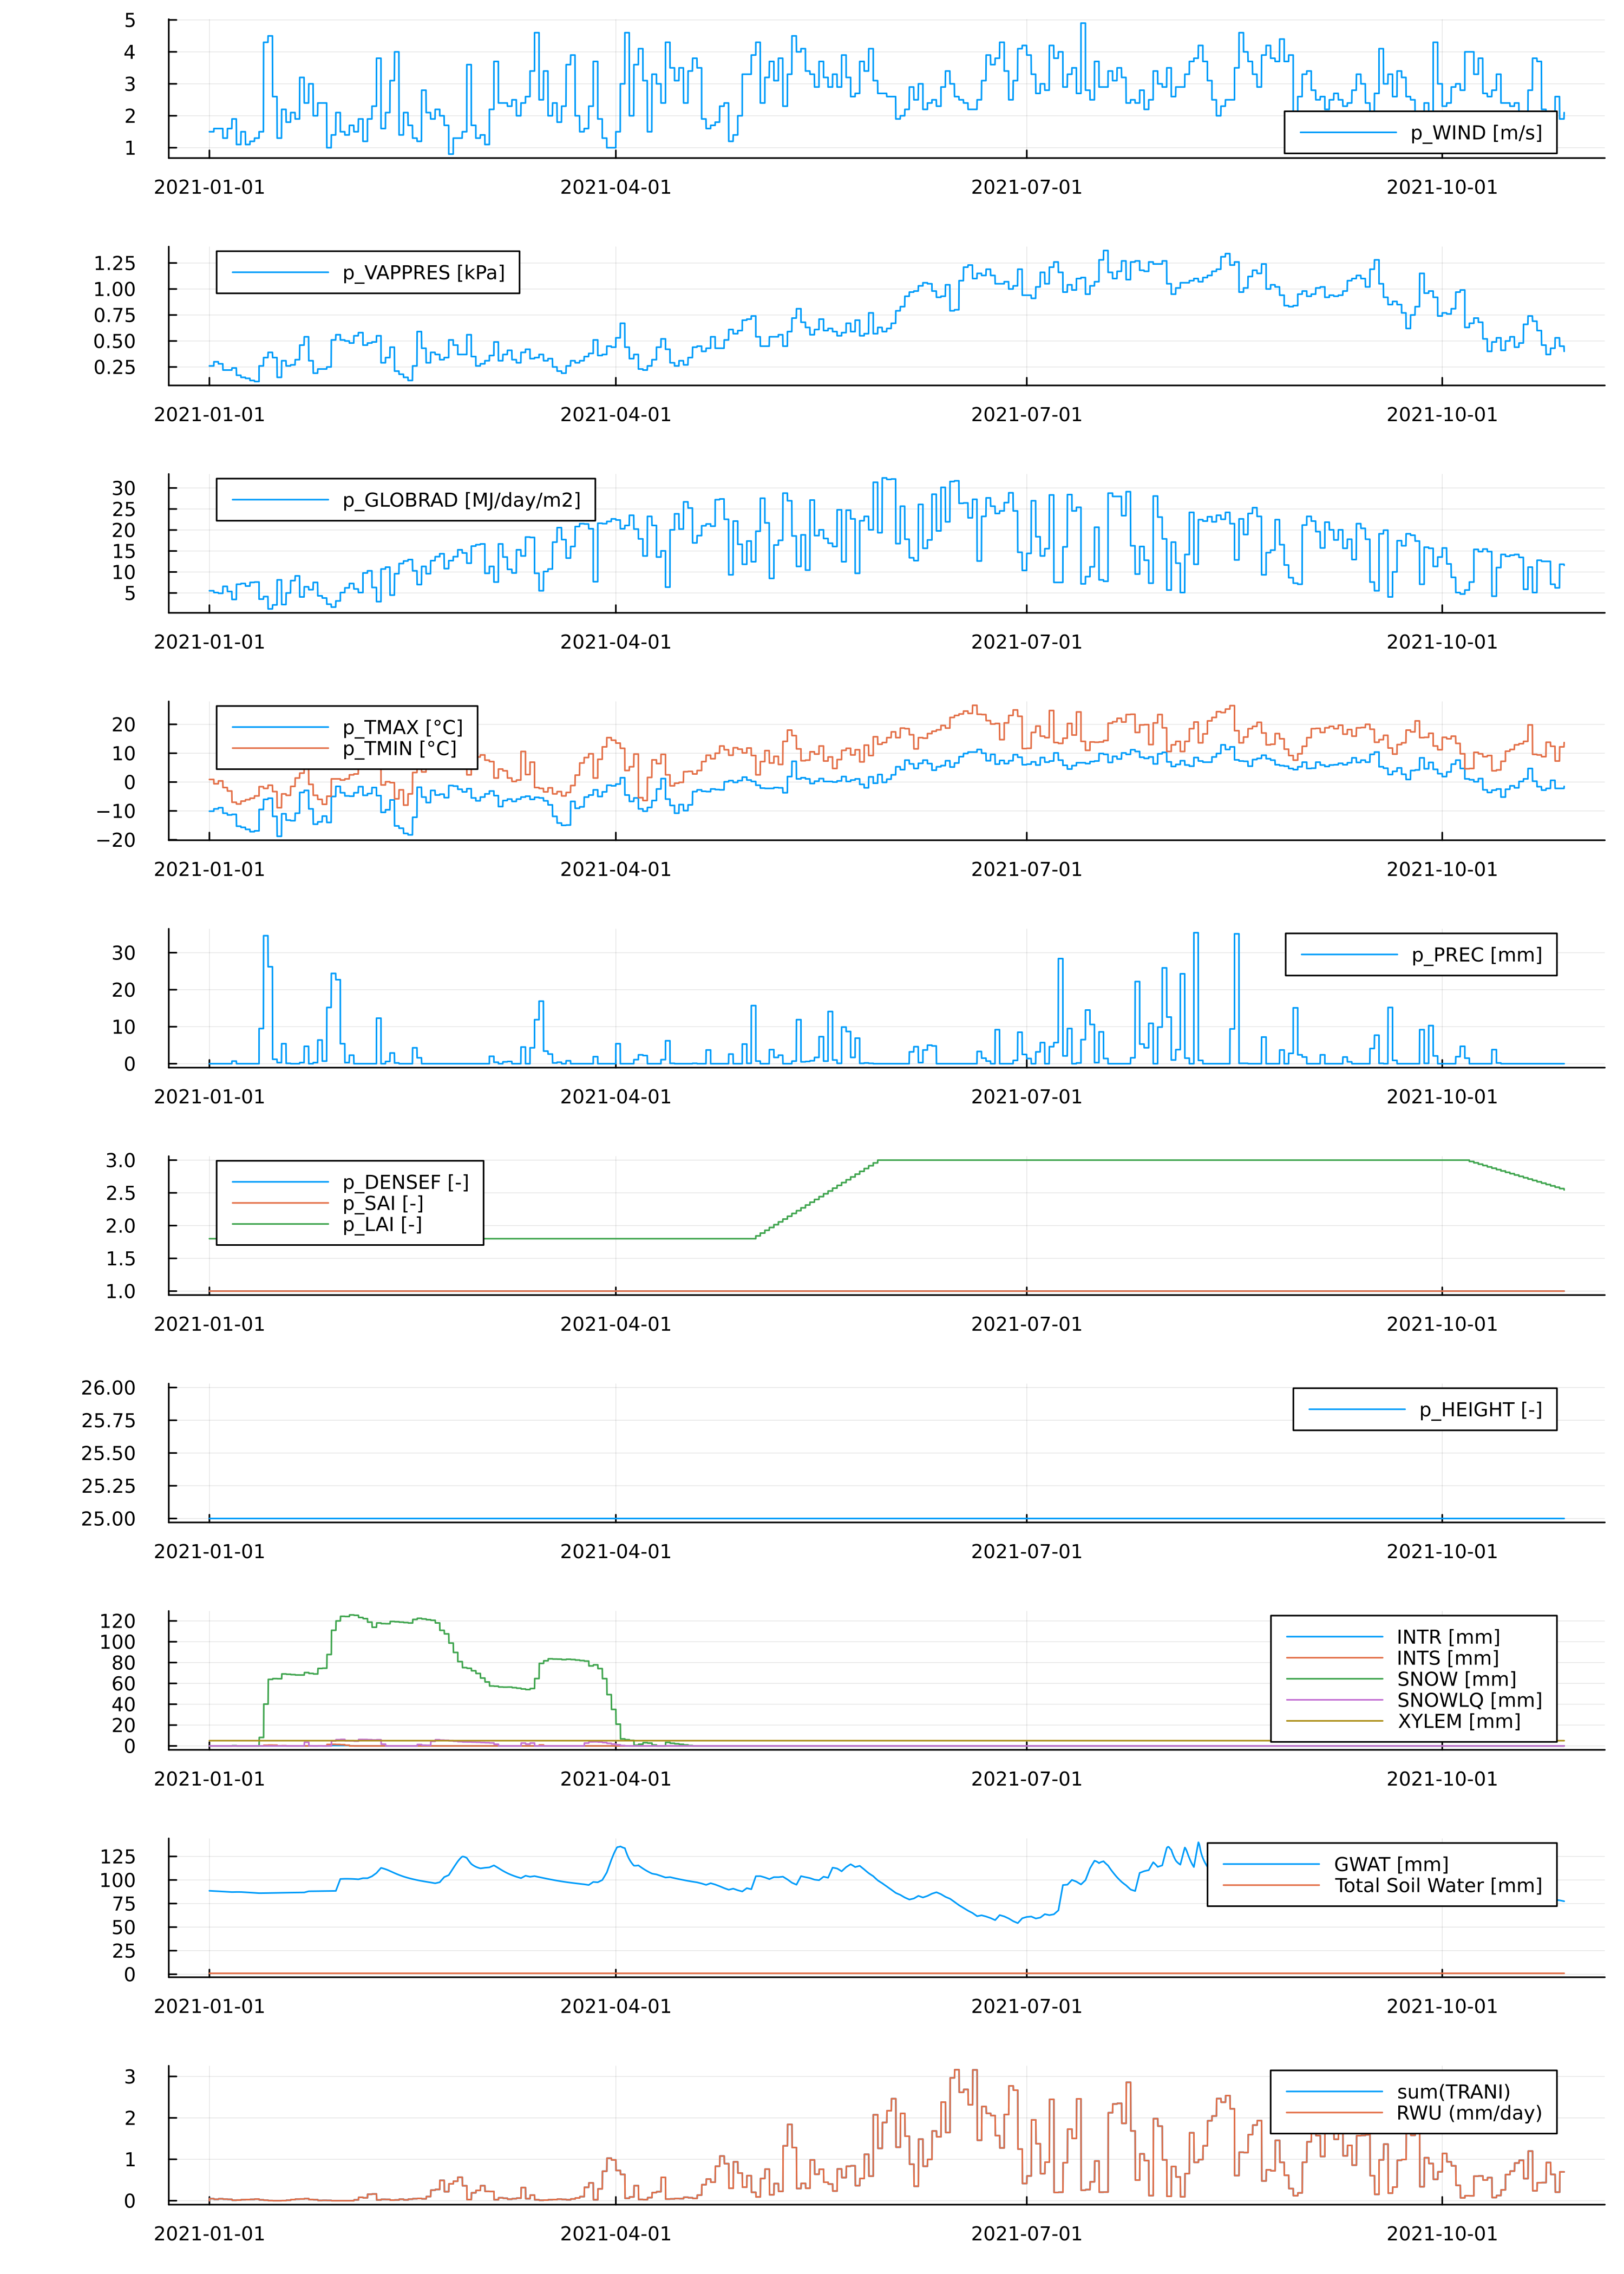 5
4
3
2
1
p_WIND [m/s]
2021-01-01 2021-04-01 2021-07-01 2021-10-01
1.25
1.00
0.75
0.50
0.25
p_VAPPRES [kPa]
2021-01-01 2021-04-01 2021-07-01 2021-10-01
30
25
20
15
10
5
p_GLOBRAD [MJ/day/m2]
2021-01-01 2021-04-01 2021-07-01 2021-10-01
20
10
0
−10
−20
p_TMAX [°C]
p_TMIN [°C]
2021-01-01 2021-04-01 2021-07-01 2021-10-01
30
20
10
0
p_PREC [mm]
2021-01-01 2021-04-01 2021-07-01 2021-10-01
3.0
2.5
2.0
1.5
1.0
p_DENSEF [-]
p_SAI [-]
p_LAI [-]
2021-01-01 2021-04-01 2021-07-01 2021-10-01
26.00
25.75
25.50
25.25
25.00
p_HEIGHT [-]
2021-01-01 2021-04-01 2021-07-01 2021-10-01
120
100
80
60
40
20
0
INTR [mm]
INTS [mm]
SNOW [mm]
SNOWLQ [mm]
XYLEM [mm]
2021-01-01 2021-04-01 2021-07-01 2021-10-01
125
100
75
50
25
0
GWAT [mm]
Total Soil Water [mm]
2021-01-01 2021-04-01 2021-07-01 2021-10-01
3
2
1
0
sum(TRANI)
RWU (mm/day)
2021-01-01 2021-04-01 2021-07-01 2021-10-01